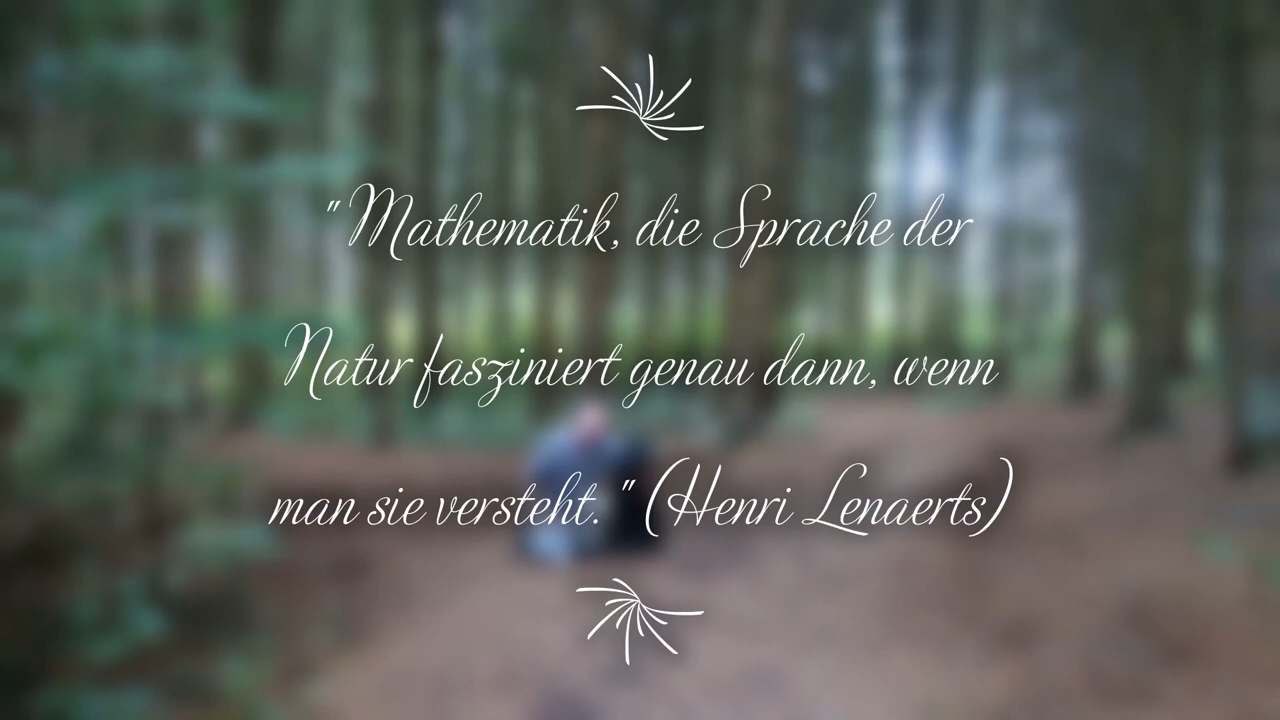 "Mathematik, die Sprache der
Natur fasziniert genau dann, wenn
man sie versteht." (Henri Lenaerts)